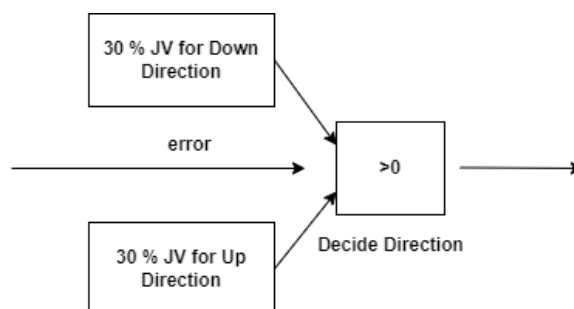 30 % JV for Down
Direction
error
>0
30 % JV for Up
Direction
Decide Direction